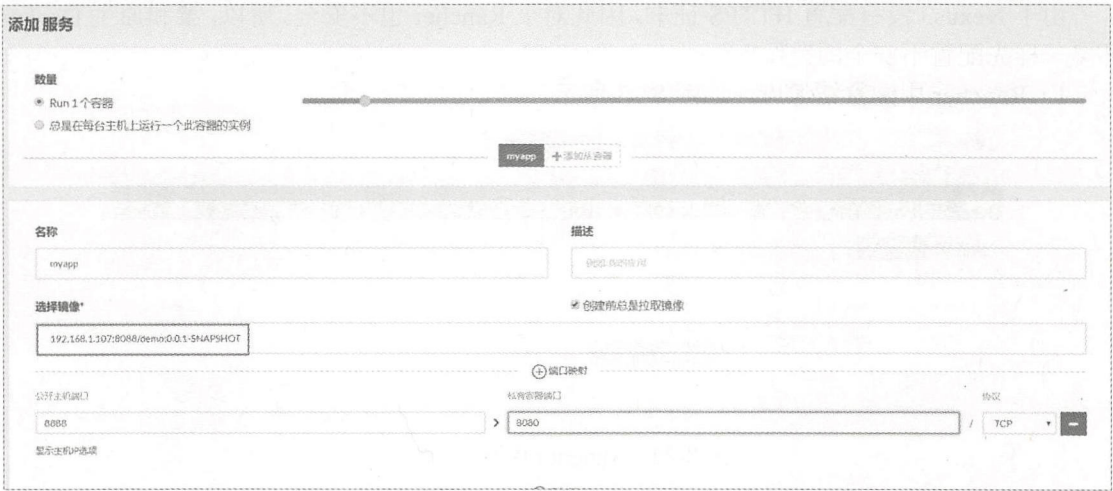 添加 服务
数量
Run 1 个容器
总是在每台主机上运行一个此容器的实例
myapp
+ 添加从容器
名称
描述
myapp
选择镜像*
创建前总是拉取镜像
192.168.1.107:8088/demo:0.0.1-SNAPSHOT
端口映射
公开主机端口
私有容器端口
协议
8888
8080
/
TCP
显示主机IP选项